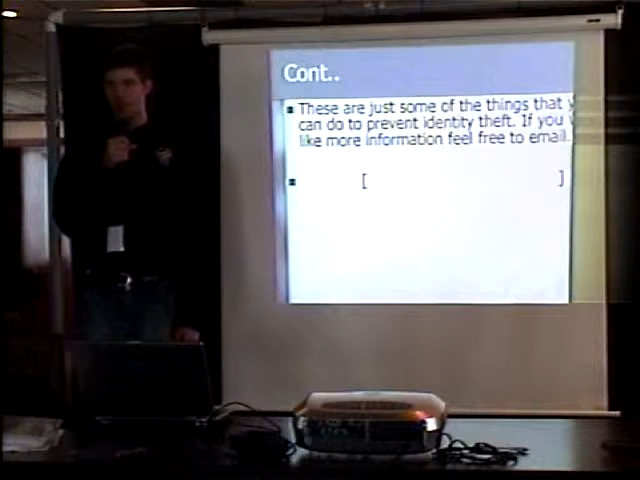 Cont..
These are just some of the things that
can do to prevent identity theft. If you
like more information feel free to email.
[ ]